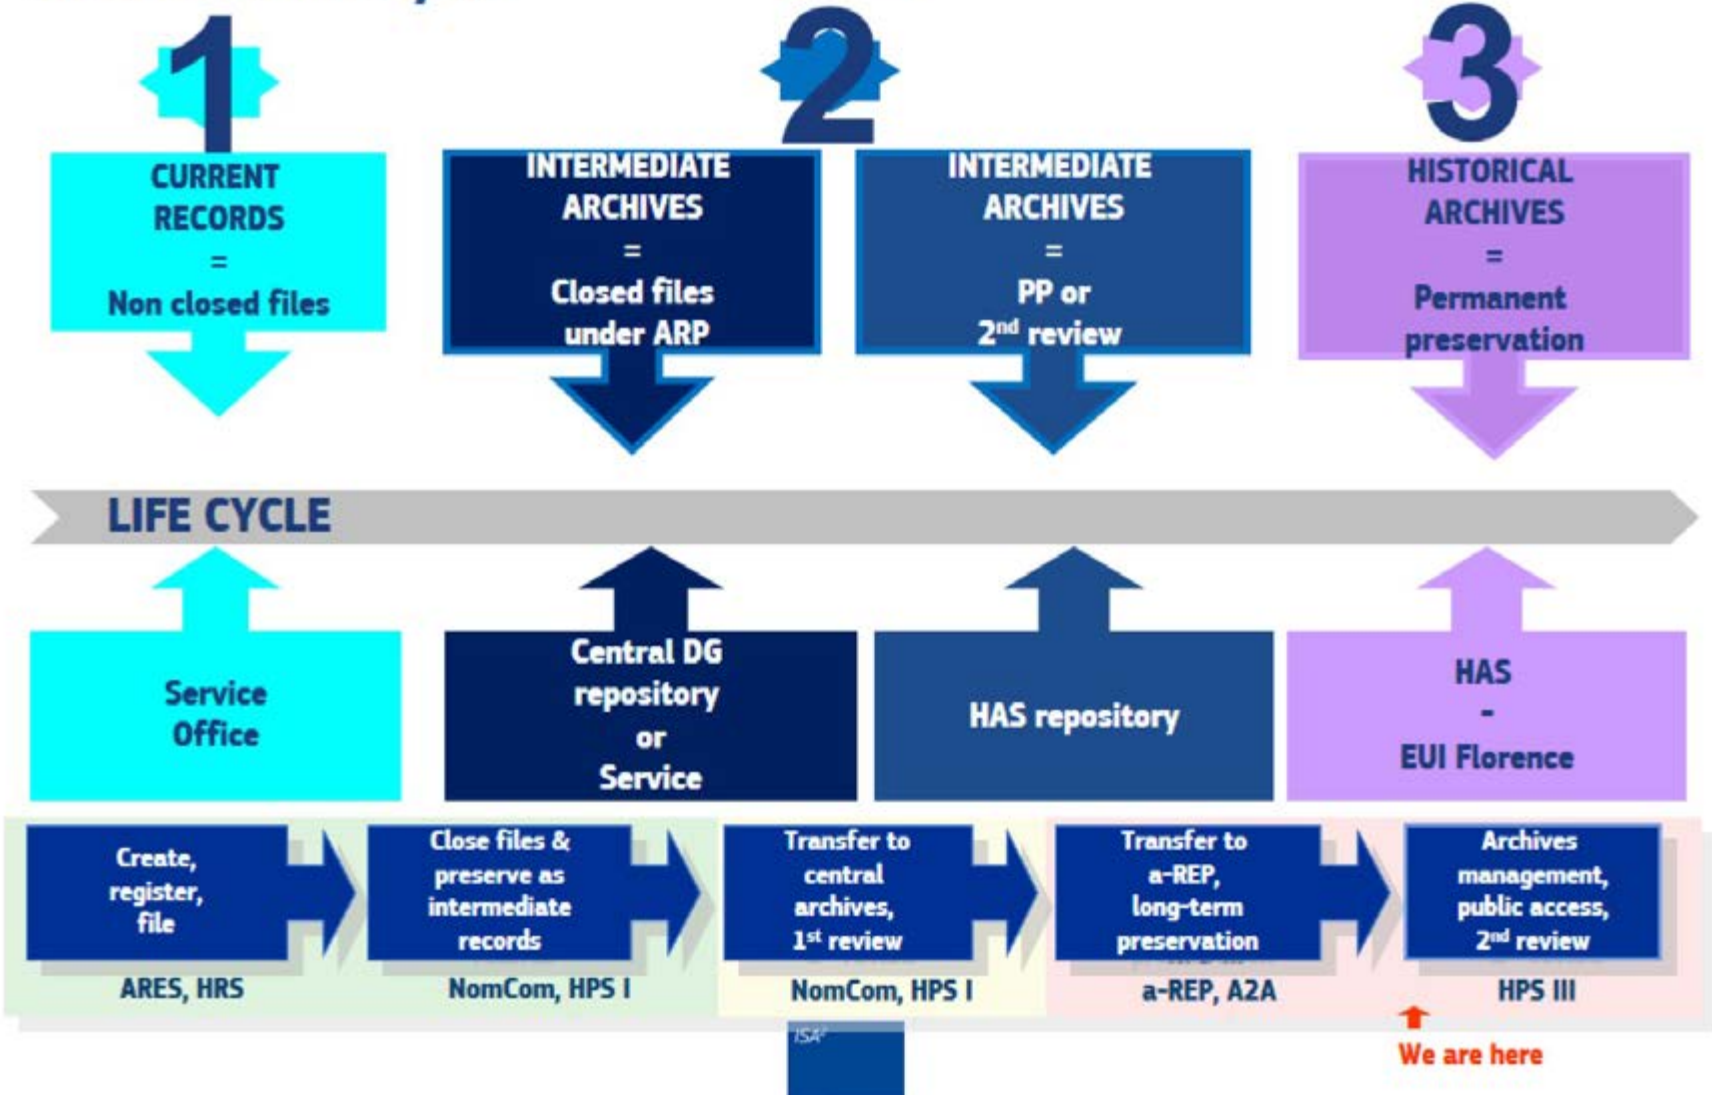 1
2
3
CURRENT
RECORDS
=
Non closed files
INTERMEDIATE
ARCHIVES
=
Closed files
under ARP
INTERMEDIATE
ARCHIVES
=
PP or
2nd review
HISTORICAL
ARCHIVES
=
Permanent
preservation
LIFE CYCLE
Service
Office
Central DG
repository
or
Service
HAS repository
HAS
-
EUI Florence
Create,
register,
file
Close files &
preserve as
intermediate
records
Transfer to
central
archives,
1st review
Transfer to
a-REP,
long-term
preservation
Archives
management,
public access,
2nd review
ARES, HRS
NomCom, HPS I
NomCom, HPS I
a-REP, A2A
HPS III
ISA²
We are here